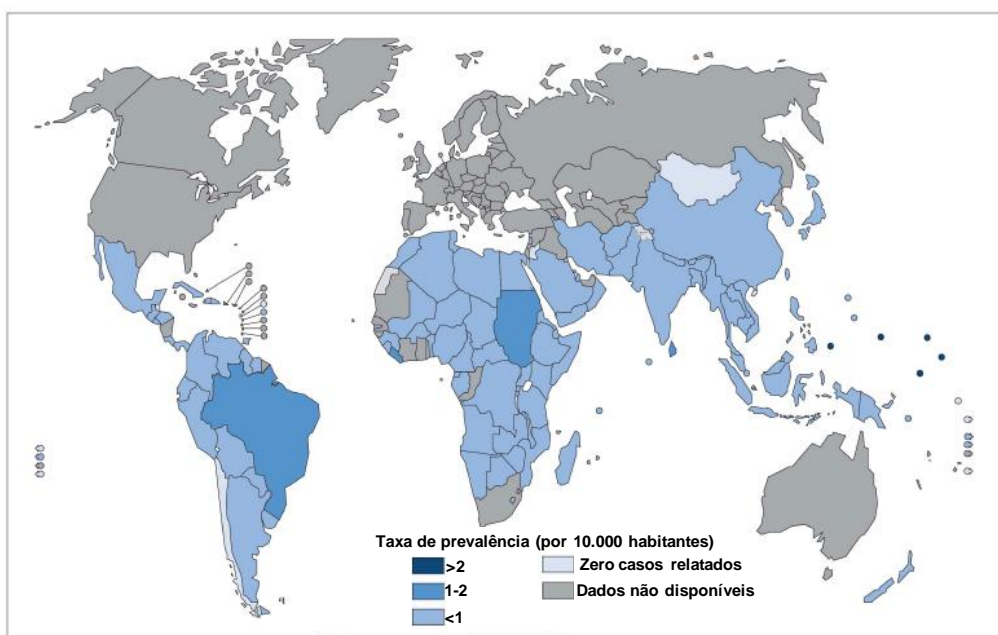 Taxa de prevalência (por 10.000 habitantes)
>2
Zero casos relatados
1-2
Dados não disponíveis
<1